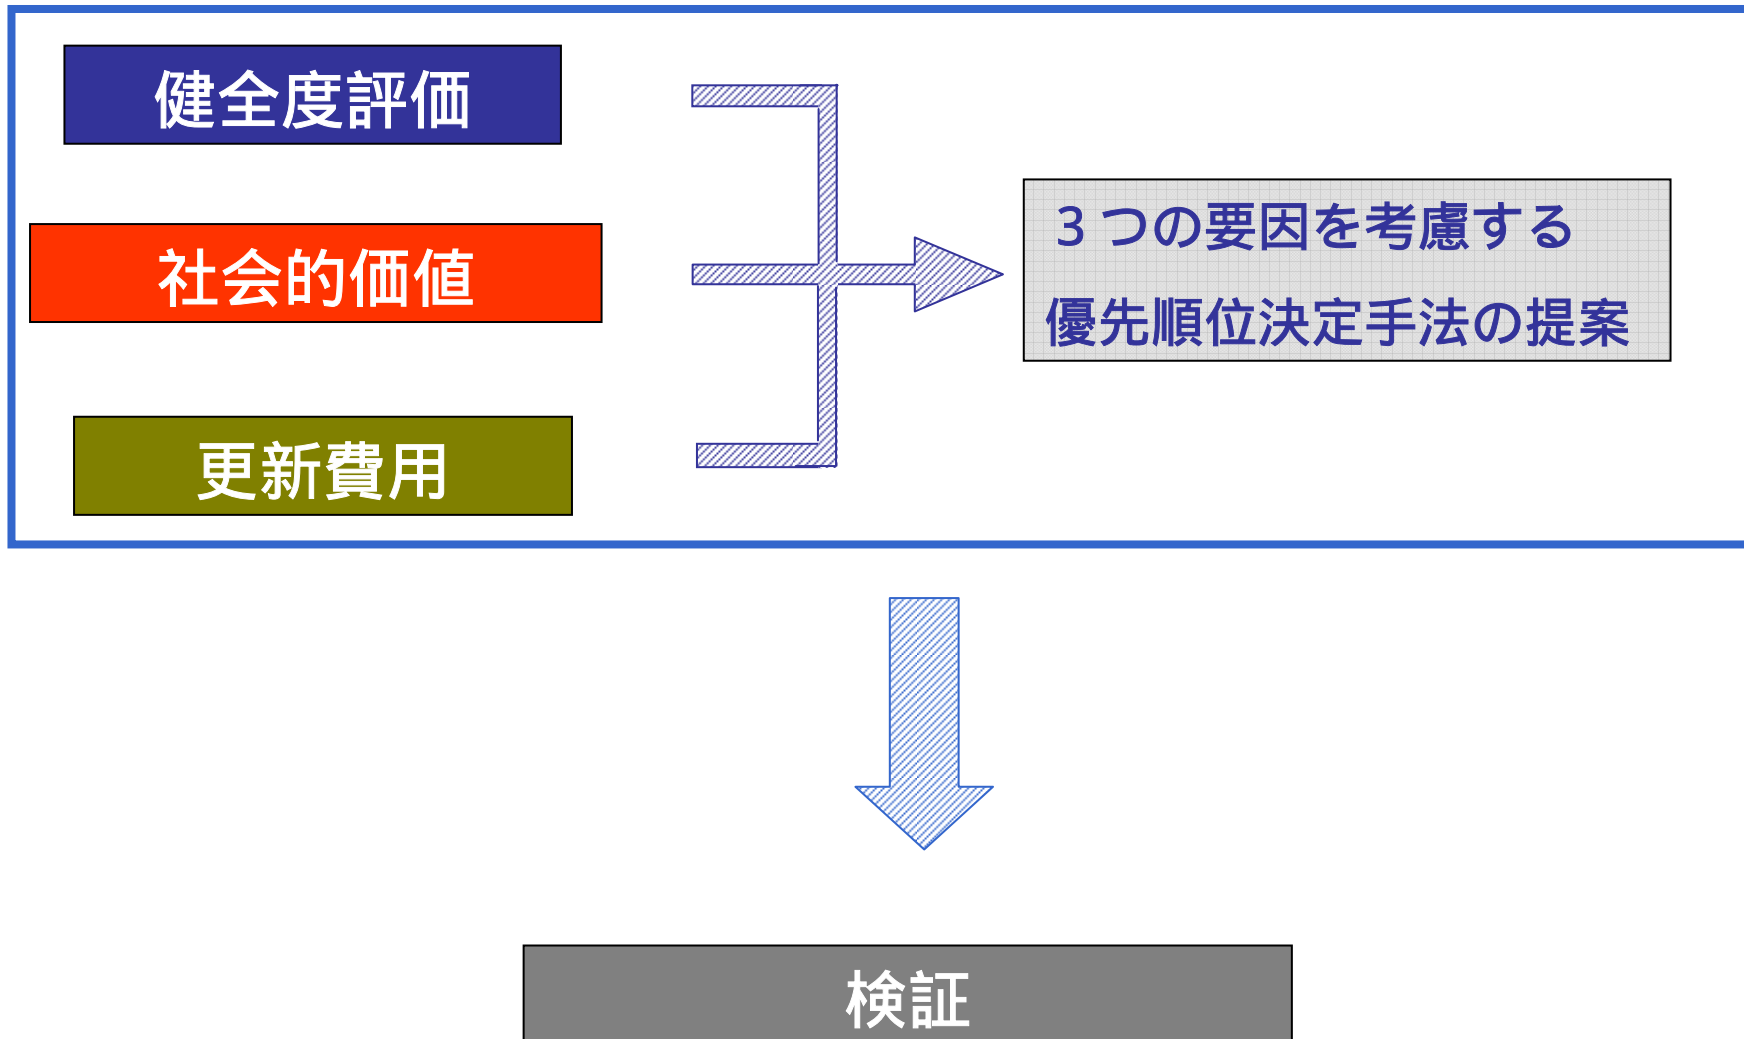 健全度評価
社会的価値
更新費用
3つの要因を考慮する
優先順位決定手法の提案
検証